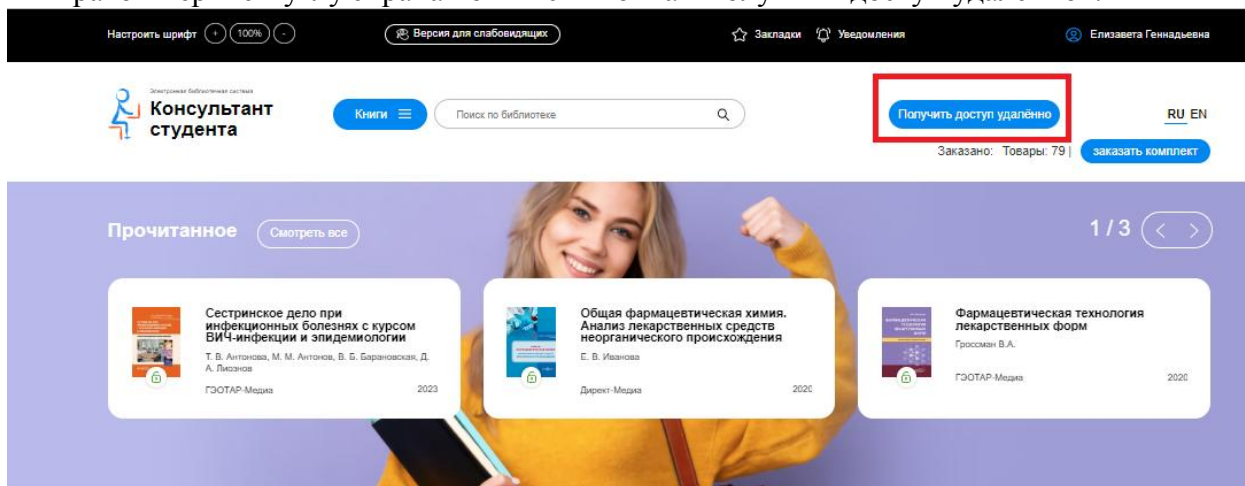 Настроить шрифт + 100% -
Версия для слабовидящих
Закладки
Уведомления
Елизавета Геннадьевна
Электронная библиотечная система
Консультант
студента
Книги
Поиск по библиотеке
Получить доступ удалённо
RU EN
Заказано: Товары: 79 |
заказать комплект
Прочитанное
Смотреть все
1 / 3 < >
Сестринское дело при
инфекционных болезнях с курсом
ВИЧ-инфекции и эпидемиологии
Т. В. Антонова, М. М. Антонов, В. Б. Барановская, Д.
А. Лиознов
ГЭОТАР-Медиа
2023
Общая фармацевтическая химия.
Анализ лекарственных средств
неорганического происхождения
Е. В. Иванова
Директ-Медиа
2020
Фармацевтическая технология
лекарственных форм
Гроссман В.А.
ГЭОТАР-Медиа
2020